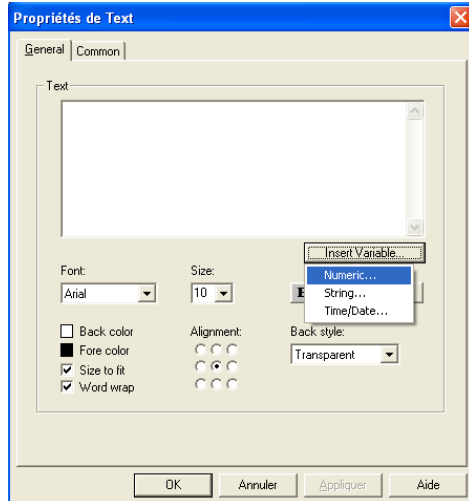 Propriétés de Text
General Common
Text
Insert Variable...
Numeric...
String...
Time/Date...
Font: Size:
Arial 10
Back color Alignment: Back style:
Fore color
Transparent
Size to fit
Word wrap
OK Annuler Appliquer Aide